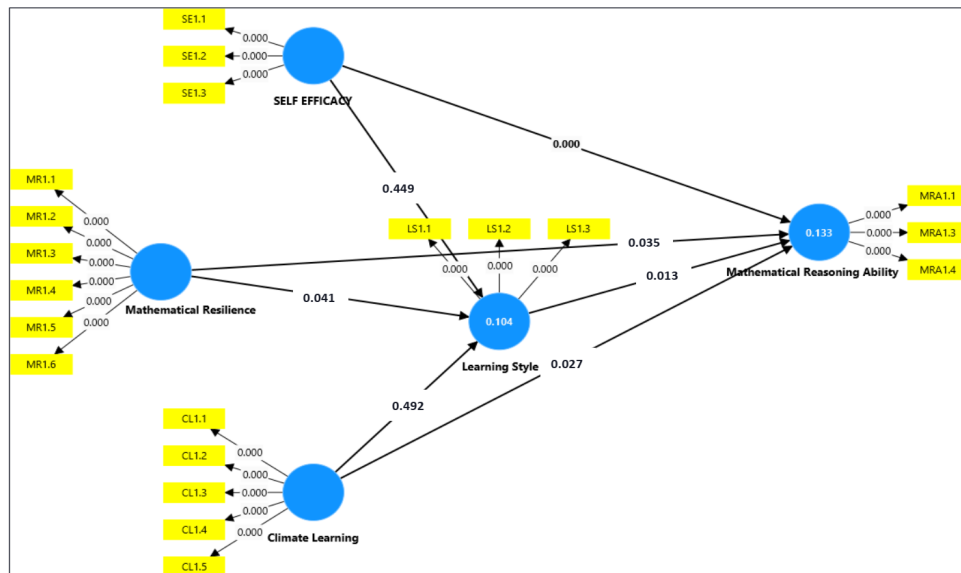 SE1.1
0.000
SE1.2
0.000
0.000
SE1.3
SELF EFFICACY
0.000
MR1.1
0.000
MR1.2
0.000
MR1.3
0.000
MR1.4
0.000
MR1.5
0.000
0.000
MR1.6
Mathematical Resilience
0.449
LS1.1
LS1.2
LS1.3
0.000
0.000
0.000
0.035
0.041
0.013
0.104
Learning Style
MRA1.1
0.000
0.133
0.000
MRA1.3
0.000
Mathematical Reasoning Ability
MRA1.4
0.027
0.492
CL1.1
0.000
CL1.2
0.000
CL1.3
0.000
0.000
CL1.4
0.000
CL1.5
Climate Learning